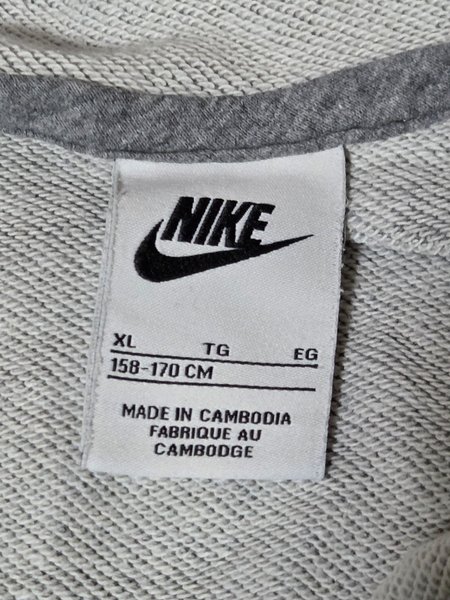 NIKE
XL TG EG
158-170 CM
MADE IN CAMBODIA
FABRIQUE AU
CAMBODGE